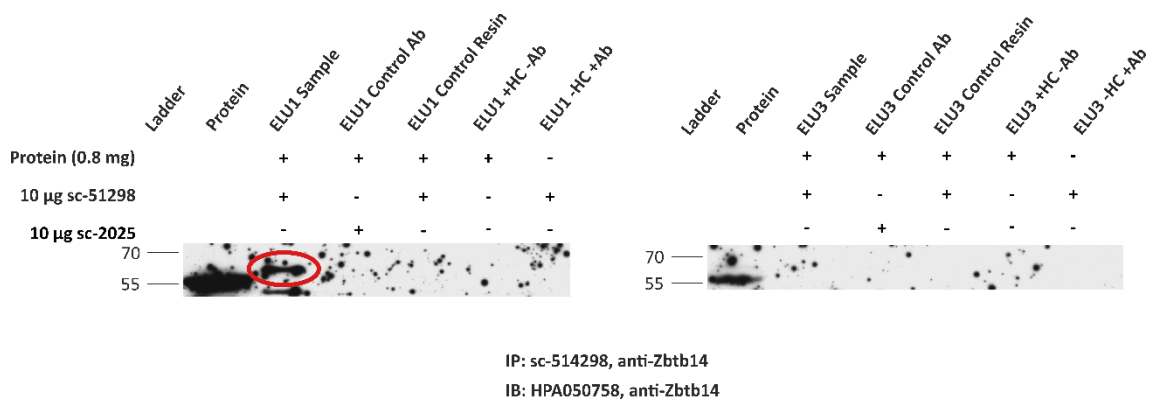 Ladder Protein ELU1 Sample ELU1 Control Ab ELU1 Control Resin ELU1 +HC -Ab ELU1 -HC +Ab
Ladder Protein ELU3 Sample ELU3 Control Ab ELU3 Control Resin ELU3 +HC -Ab ELU3 -HC +Ab
Protein (0.8 mg) + + + + - + + + + -
10 µg sc-51298 + - + - + + - + - +
10 µg sc-2025 - + - - - - + - - -
70 70
55 55
IP: sc-514298, anti-Zbtb14
IB: HPA050758, anti-Zbtb14